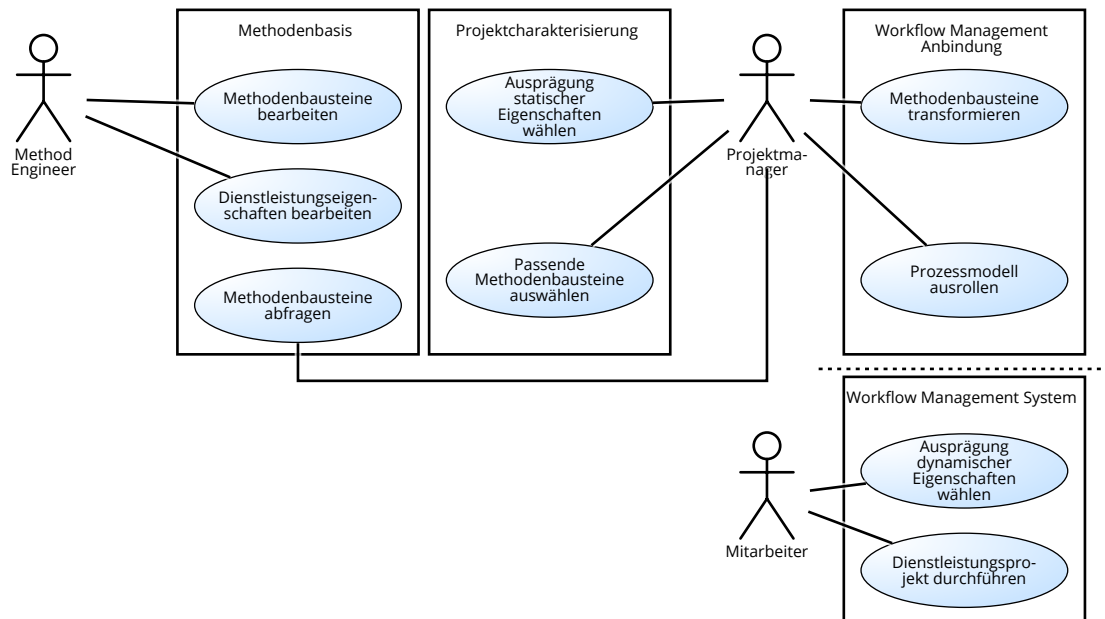 Methodenbasis
Methodenbausteine
bearbeiten
Dienstleistungseigen-
schaften bearbeiten
Methodenbausteine
abfragen
Method
Engineer
Projektcharakterisierung
Ausprägung
statischer
Eigenschaften
wählen
Passende
Methodenbausteine
auswählen
Projektma-
nager
Workflow Management
Anbindung
Methodenbausteine
transformieren
Prozessmodell
ausrollen
Workflow Management System
Ausprägung
dynamischer
Eigenschaften
wählen
Dienstleistungspro-
jekt durchführen
Mitarbeiter